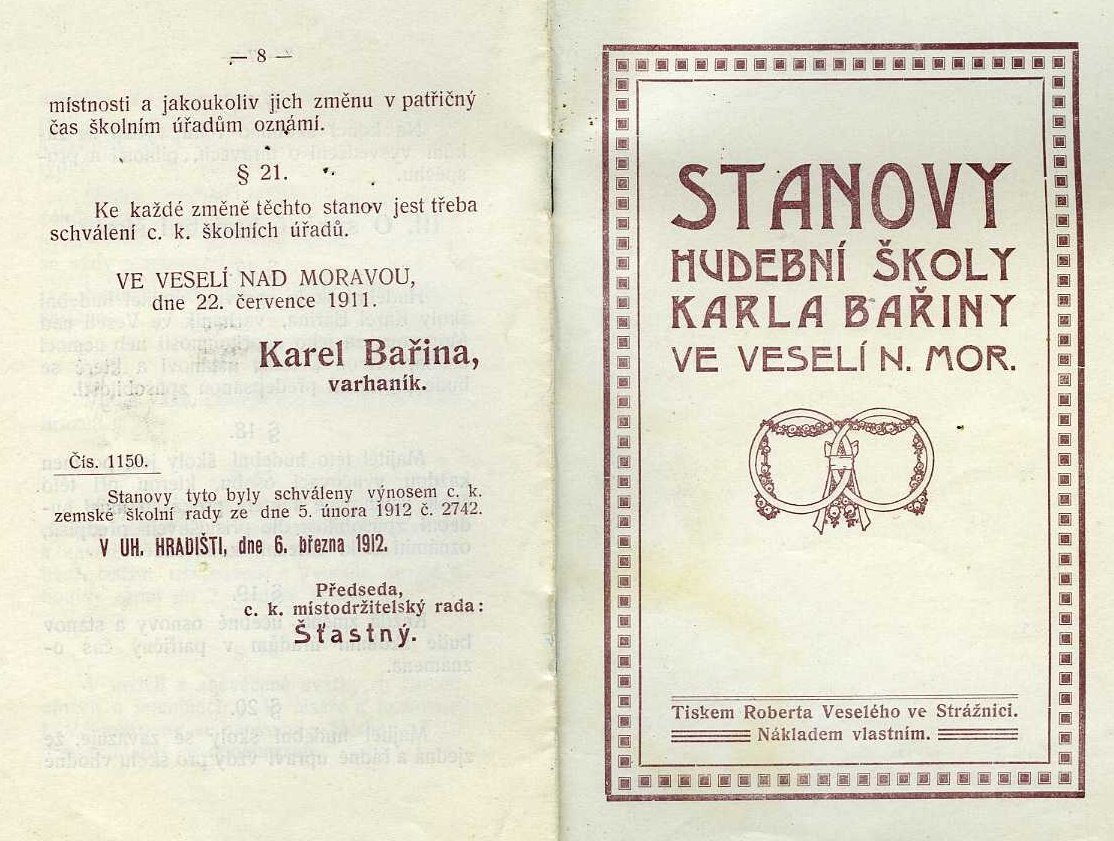 — 8 —
místnosti a jakoukoliv jich změnu v patřičný
čas školním úřadům oznámí.
§ 21.
Ke každé změně těchto stanov jest třeba
schválení c. k. školních úřadů.
VE VESELÍ NAD MORAVOU,
dne 22. července 1911.
Karel Bařina,
varhaník.
Čís. 1150.
Stanovy tyto byly schváleny výnosem c. k.
zemské školní rady ze dne 5. února 1912 č. 2742.
V UH. HRADIŠTI, dne 6. března 1912.
Předseda,
c. k. místodržitelský rada:
Šťastný.
STANOVY
HUDEBNÍ ŠKOLY
KARLA BAŘINY
VE VESELÍ N. MOR.
Tiskem Roberta Veselého ve Strážnici.
Nákladem vlastním.